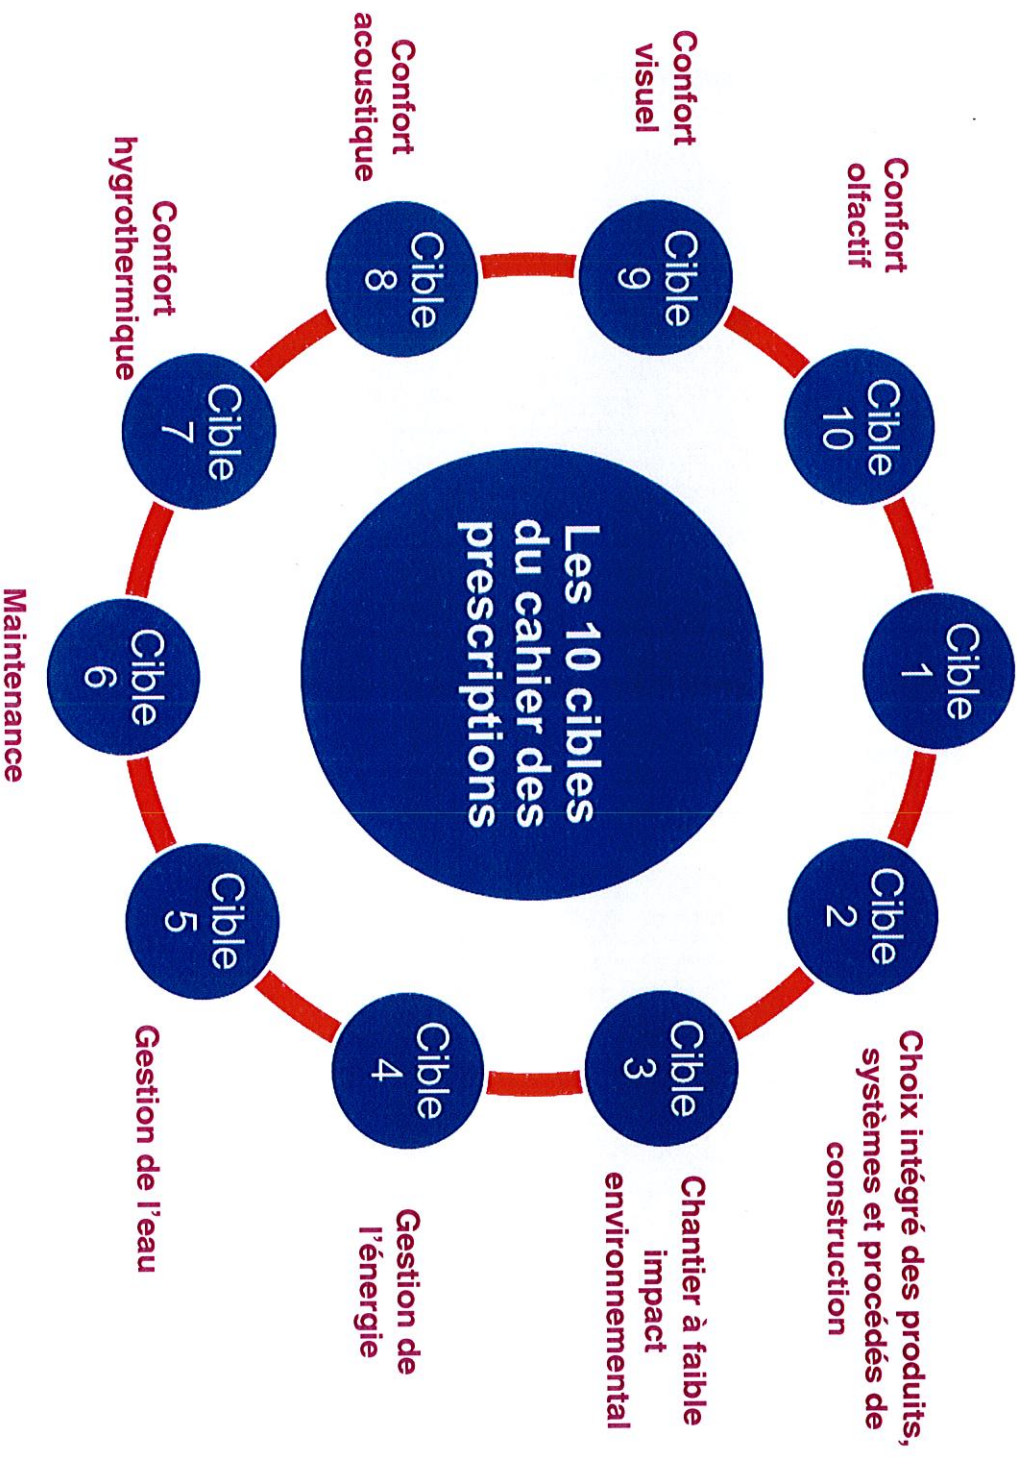 Les 10 cibles
du cahier des
prescriptions
Cible
1
Cible
2
Choix intégré des produits,
systèmes et procédés de
construction
Cible
3
Chantier à faible
impact
environnemental
Cible
4
Gestion de
l'énergie
Cible
5
Gestion de l'eau
Cible
6
Maintenance
Cible
7
Confort
hygrothermique
Cible
8
Confort
acoustique
Cible
9
Confort
visuel
Cible
10
Confort
olfactif